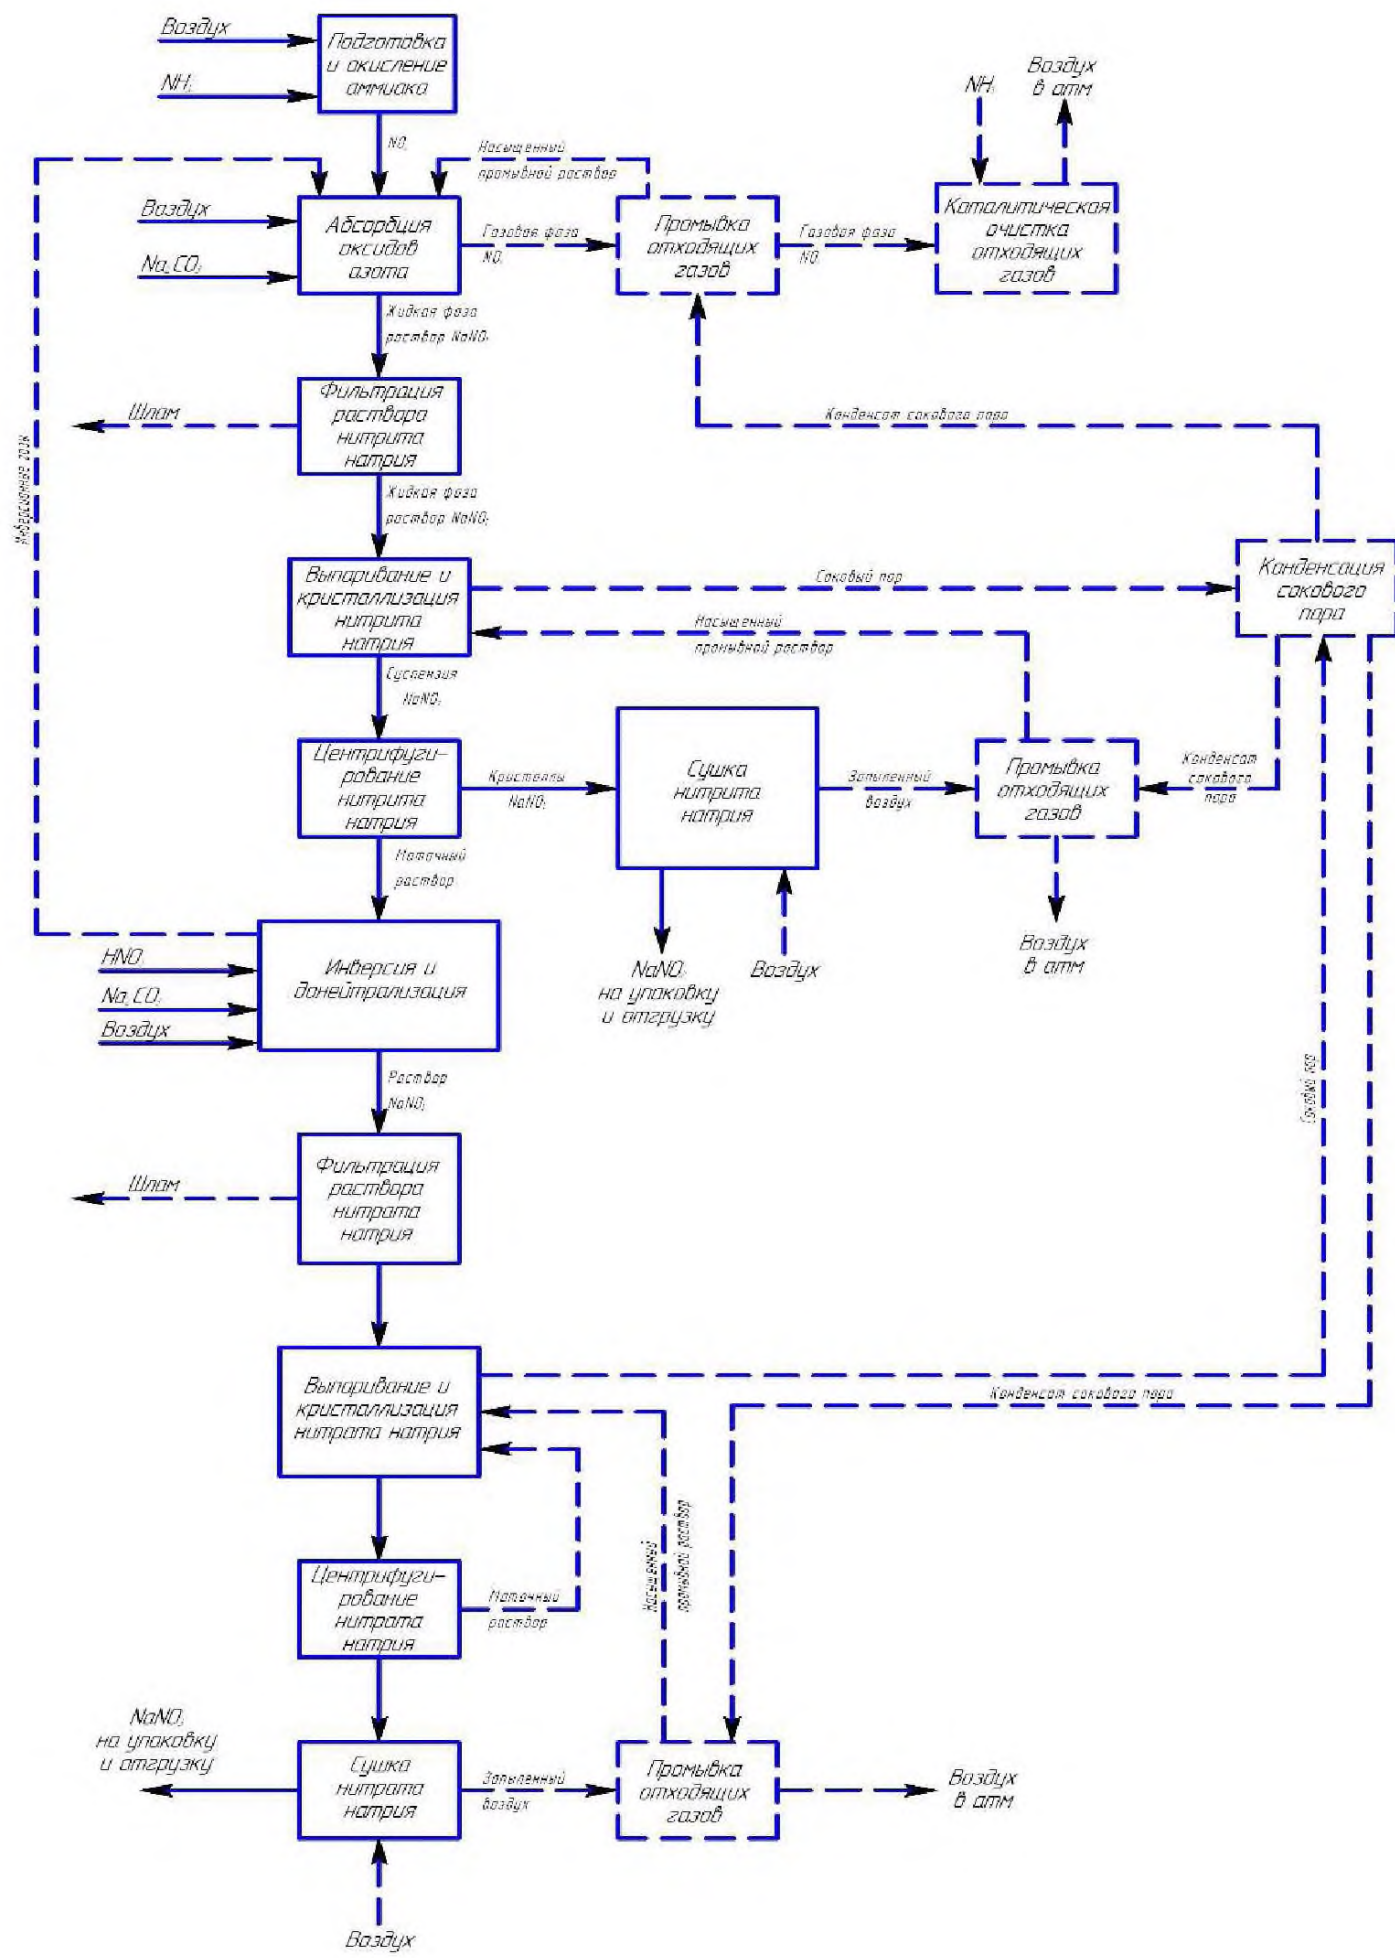 Воздух
NH₃
Подготовка
и окисление
аммиака
NH₃
Воздух
в атм
Насыщенный
промывной раствор
Воздух
Na₂CO₃
Абсорбция
оксидов
азота
Газовая фаза
Промывка
отходящих
газов
Газовая фаза
Каталитическая
очистка
отходящих
газов
Жидкая фаза
раствор NaNO₂
Шлам
Фильтрация
раствора
нитрита
натрия
Конденсат сокового пара
Инверсионные газы
Жидкая фаза
раствор NaNO₂
Выпаривание и
кристаллизация
нитрита
натрия
Соковый пар
Конденсация
сокового
пара
Насыщенный
промывной раствор
Суспензия
NaNO₂
Центрифуги-
рование
нитрита
натрия
Кристаллы
NaNO₂
Сушка
нитрита
натрия
Запыленный
воздух
Промывка
отходящих
газов
Конденсат
сокового
пара
Маточный
раствор
HNO₃
Na₂CO₃
Воздух
Инверсия и
донейтрализация
NaNO₂
на упаковку
и отгрузку
Воздух
Воздух
в атм
Раствор
NaNO₃
Соковый пар
Шлам
Фильтрация
раствора
нитрата
натрия
Выпаривание и
кристаллизация
нитрата натрия
Конденсат сокового пара
Насыщенный
промывной раствор
Центрифуги-
рование
нитрата
натрия
Маточный
раствор
NaNO₃
на упаковку
и отгрузку
Сушка
нитрата
натрия
Запыленный
воздух
Промывка
отходящих
газов
Воздух
в атм
Воздух